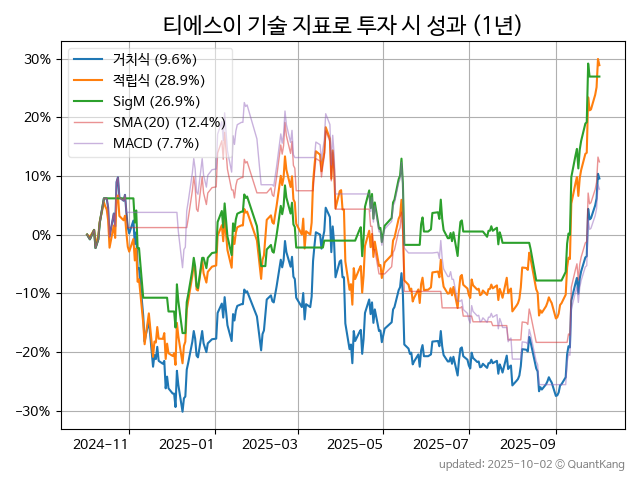 티에스이 기술 지표로 투자 시 성과 (1년)
거치식 (9.6%)
적립식 (28.9%)
SigM (26.9%)
SMA(20) (12.4%)
MACD (7.7%)
30%
20%
10%
0%
−10%
−20%
−30%
2024-11 2025-01 2025-03 2025-05 2025-07 2025-09
updated: 2025-10-02 © QuantKang